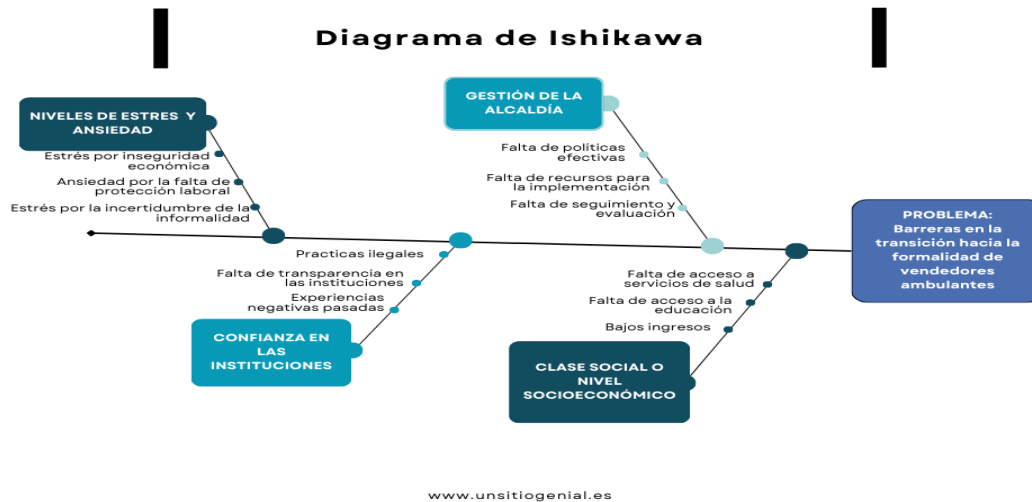 Diagrama de Ishikawa
NIVELES DE ESTRES Y
ANSIEDAD
Estrés por inseguridad
económica
Ansiedad por la falta de
protección laboral
Estrés por la incertidumbre de la
informalidad
GESTIÓN DE LA
ALCALDÍA
Falta de políticas
efectivas
Falta de recursos para
la implementación
Falta de seguimiento y
evaluación
PROBLEMA:
Barreras en la
transición hacia la
formalidad de
vendedores
ambulantes
Practicas ilegales
Falta de transparencia en
las instituciones
Experiencias
negativas pasadas
CONFIANZA EN
LAS
INSTITUCIONES
Falta de acceso a
servicios de salud
Falta de acceso a la
educación
Bajos ingresos
CLASE SOCIAL O
NIVEL
SOCIOECONÓMICO
www.unsitiogenial.es